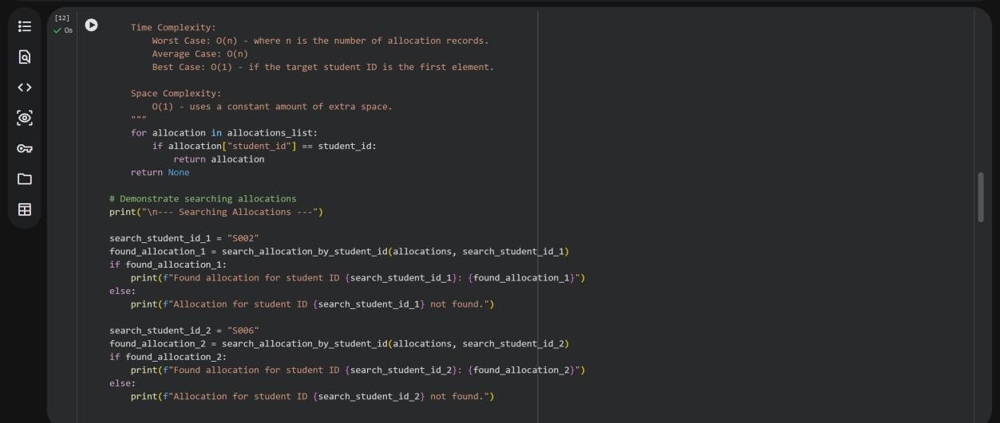 [12]
0s
Time Complexity:
Worst Case: O(n) - where n is the number of allocation records.
Average Case: O(n)
Best Case: O(1) - if the target student ID is the first element.
Space Complexity:
O(1) - uses a constant amount of extra space.
"""
for allocation in allocations_list:
if allocation["student_id"] == student_id:
return allocation
return None
# Demonstrate searching allocations
print("\n--- Searching Allocations ---")
search_student_id_1 = "S002"
found_allocation_1 = search_allocation_by_student_id(allocations, search_student_id_1)
if found_allocation_1:
print(f"Found allocation for student ID {search_student_id_1}: {found_allocation_1}")
else:
print(f"Allocation for student ID {search_student_id_1} not found.")
search_student_id_2 = "S006"
found_allocation_2 = search_allocation_by_student_id(allocations, search_student_id_2)
if found_allocation_2:
print(f"Found allocation for student ID {search_student_id_2}: {found_allocation_2}")
else:
print(f"Allocation for student ID {search_student_id_2} not found.")